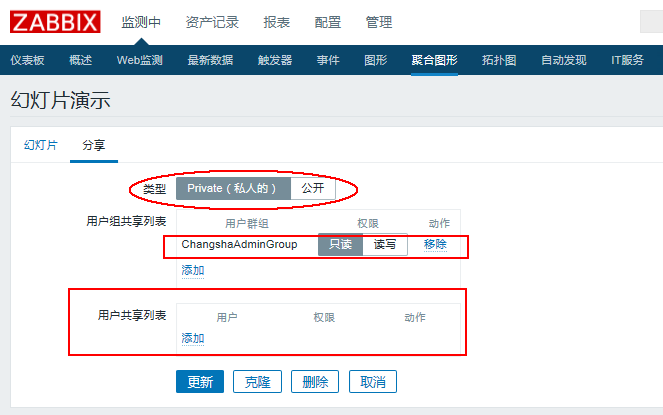 ZABBIX 监测中 资产记录 报表 配置 管理
仪表板 概述 Web监测 最新数据 触发器 事件 图形 聚合图形 拓扑图 自动发现 IT服务
幻灯片演示
幻灯片 分享
类型 Private（私人的） 公开
用户组共享列表 用户群组 权限 动作
ChangshaAdminGroup 只读 读写 移除
添加
用户共享列表 用户 权限 动作
添加
更新 克隆 删除 取消